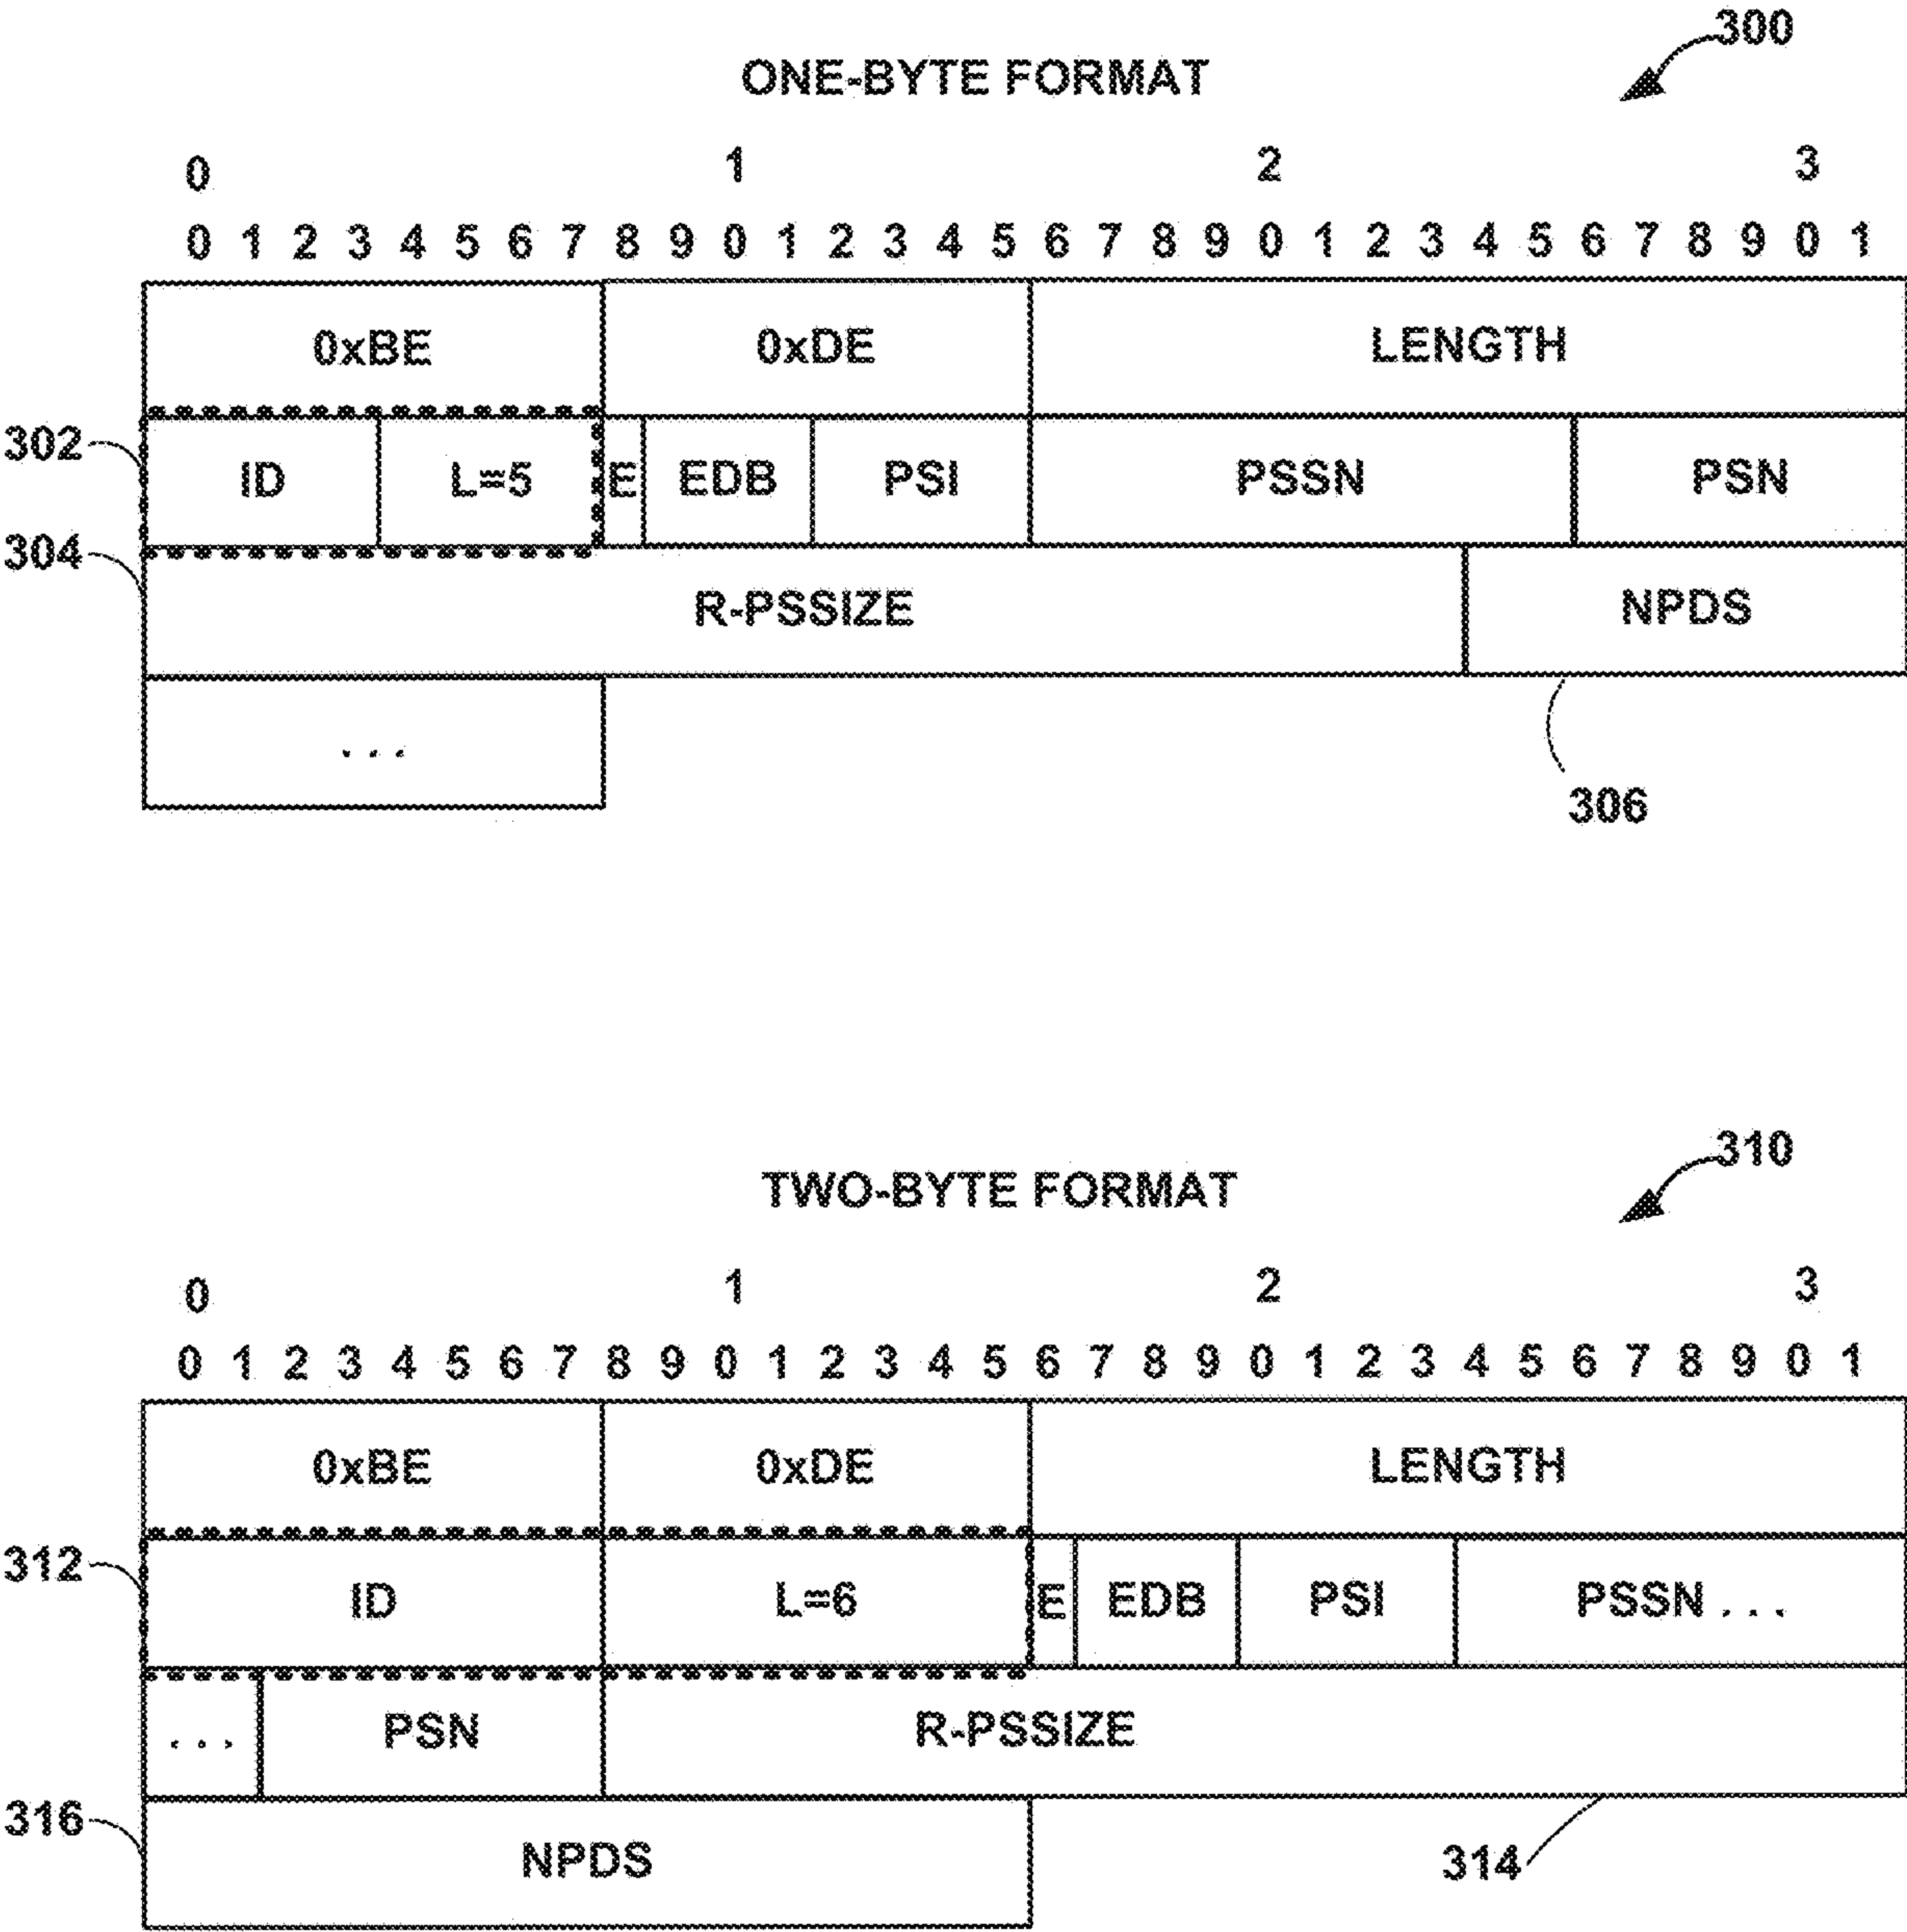 300
ONE-BYTE FORMAT
0 1 2 3
0 1 2 3 4 5 6 7 8 9 0 1 2 3 4 5 6 7 8 9 0 1 2 3 4 5 6 7 8 9 0 1
0xBE 0xDE LENGTH
302 ID L=5 E EDB PSI PSSN PSN
304 R-PSSIZE NPDS
. . .
306
310
TWO-BYTE FORMAT
0 1 2 3
0 1 2 3 4 5 6 7 8 9 0 1 2 3 4 5 6 7 8 9 0 1 2 3 4 5 6 7 8 9 0 1
0xBE 0xDE LENGTH
312 ID L=6 E EDB PSI PSSN . . .
. . . PSN R-PSSIZE
316 NPDS 314